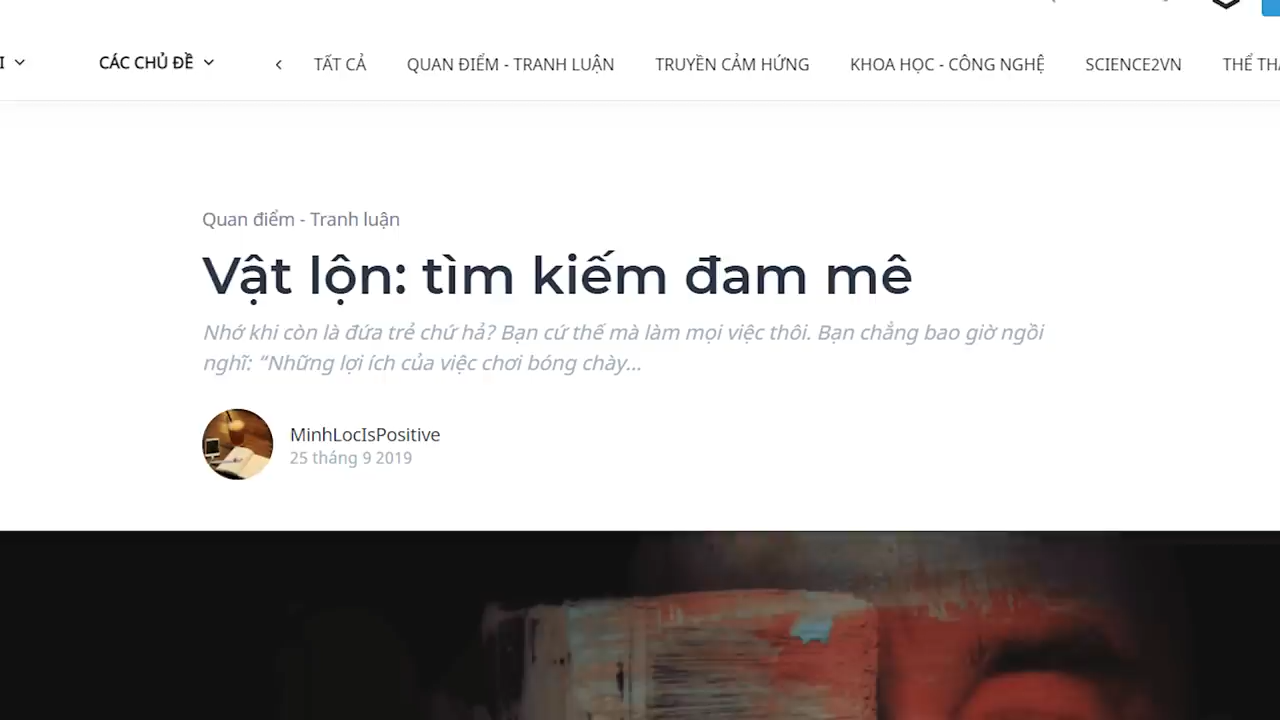 CÁC CHỦ ĐỀ
TẤT CẢ
QUAN ĐIỂM - TRANH LUẬN
TRUYỀN CẢM HỨNG
KHOA HỌC - CÔNG NGHỆ
SCIENCE2VN
THỂ
Quan điểm - Tranh luận
Vật lộn: tìm kiếm đam mê
Nhớ khi còn là đứa trẻ chứ hả? Bạn cứ thế mà làm mọi việc thôi. Bạn chẳng bao giờ ngồi
nghĩ: “Những lợi ích của việc chơi bóng chày...
MinhLocIsPositive
25 tháng 9 2019